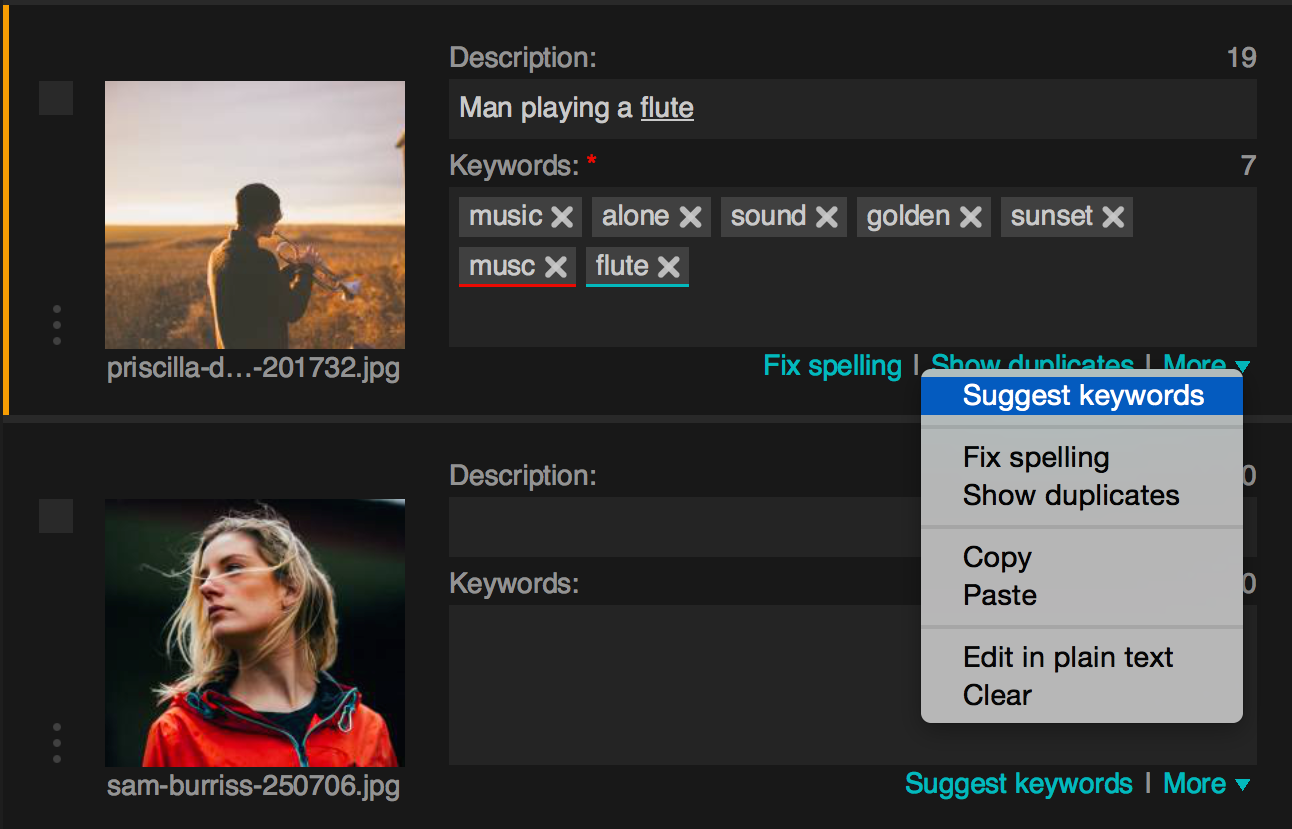 Description: 19
Man playing a flute
Keywords: * 7
music alone sound golden sunset
musc flute
priscilla-d…-201732.jpg
Fix spelling | Show duplicates | More
Suggest keywords
Fix spelling
Show duplicates
Copy
Paste
Edit in plain text
Clear
Description: 0
Keywords: 0
sam-burriss-250706.jpg
Suggest keywords | More